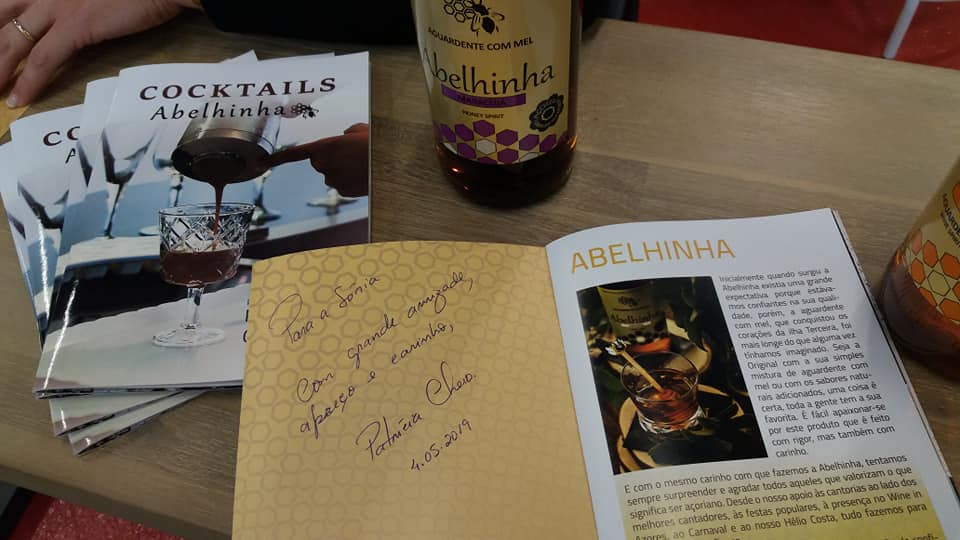 COCKTAILS
Abelhinha
AGUARDENTE COM MEL
Abelhinha
MARACUJÁ
HONEY SPIRIT
Para a Sónia
com grande amizade,
apreço e carinho,
Patrícia
4.05.2019
ABELHINHA
Inicialmente quando surgiu a
Abelhinha existia uma grande
expectativa porque estáva-
mos confiantes na sua quali-
dade, porém, a aguardente
com mel, que conquistou os
corações da ilha Terceira, foi
mais longe do que alguma vez
tínhamos imaginado. Seja a
Original com a sua simples
mistura de aguardente com
mel ou com os sabores natu-
rais adicionados, uma coisa é
certa, toda a gente tem a sua
favorita. É fácil apaixonar-se
por este produto que é feito
com rigor, mas também com
carinho.
E com o mesmo carinho com que fazemos a Abelhinha, tentamos
sempre surpreender e agradar todos aqueles que valorizam o que
significa ser açoriano. Desde o nosso apoio às cantorias ao lado dos
melhores cantadores, às festas populares, à presença no Wine in
Azores, ao Carnaval e ao nosso Hélio Costa, tudo fazemos para
Abelhinha
AGUARDENTE COM